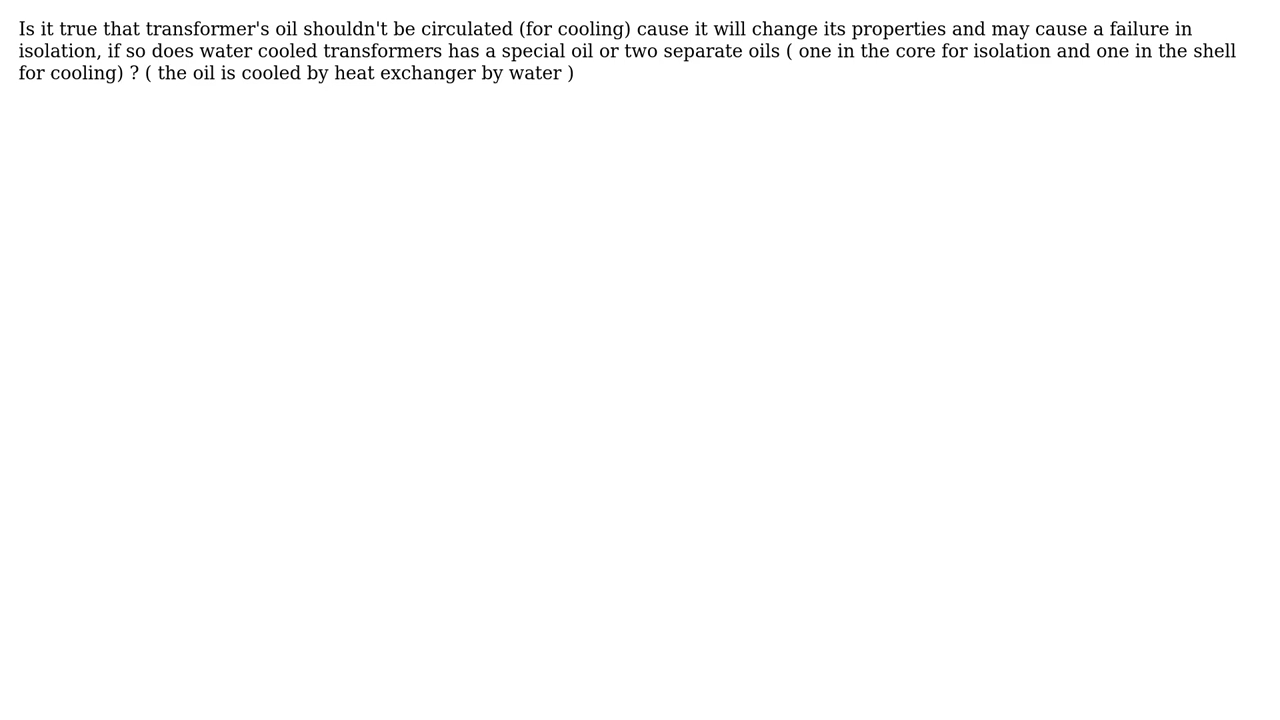 Is it true that transformer's oil shouldn't be circulated (for cooling) cause it will change its properties and may cause a failure in
isolation, if so does water cooled transformers has a special oil or two separate oils ( one in the core for isolation and one in the shell
for cooling) ? ( the oil is cooled by heat exchanger by water )